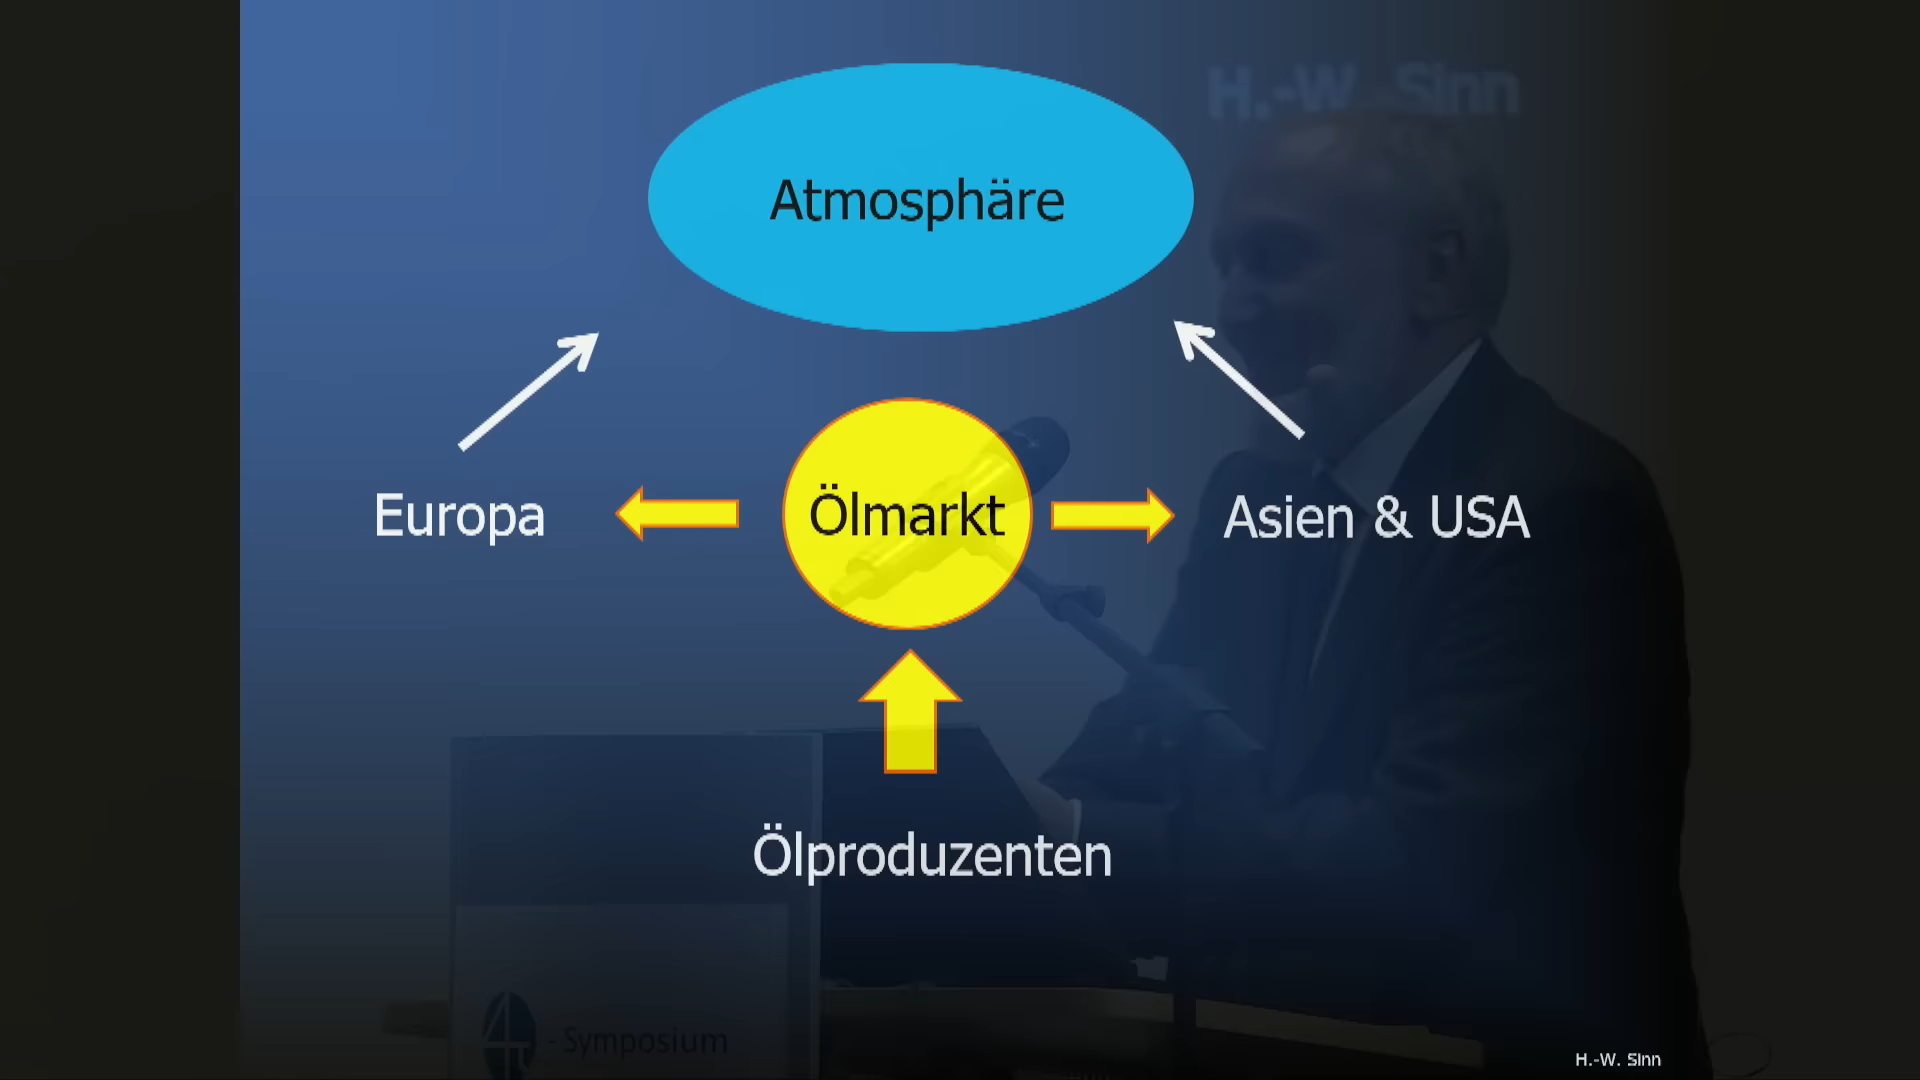 H.-W. Sinn
Atmosphäre
Europa
Ölmarkt
Asien & USA
Ölproduzenten
- Symposium
H.-W. Sinn